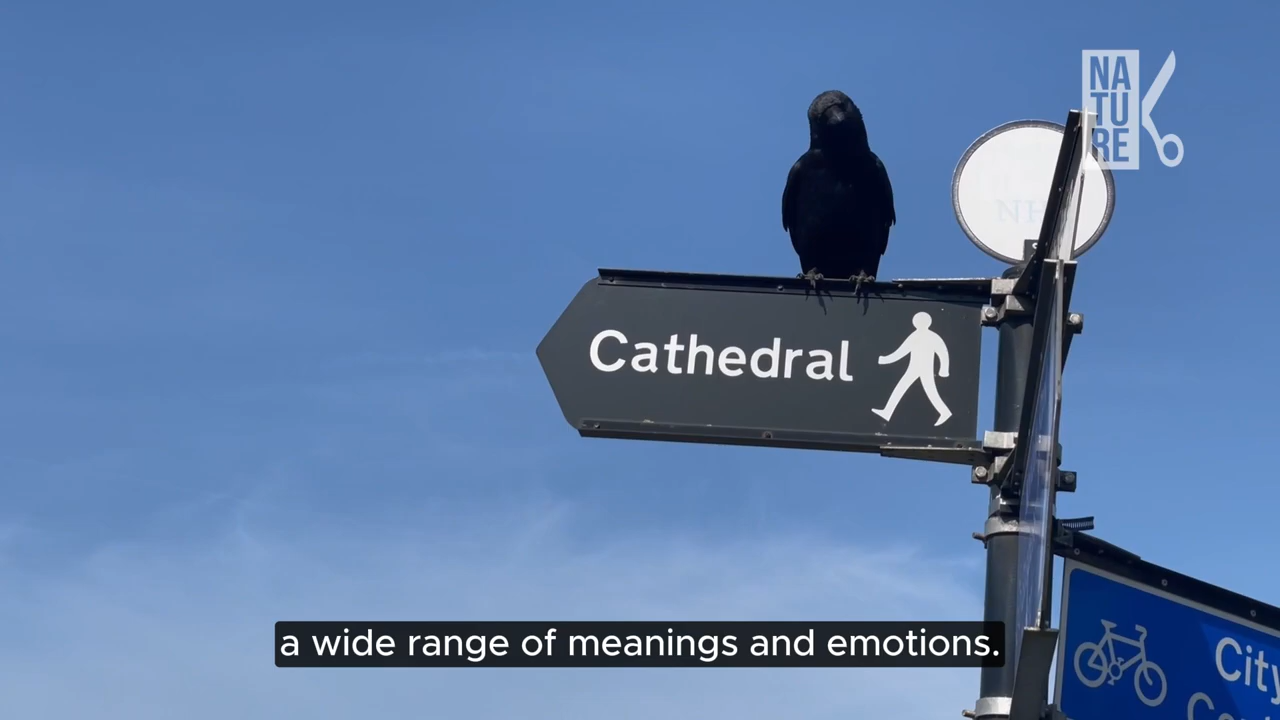 NA
TU
RE
Cathedral
City
a wide range of meanings and emotions.